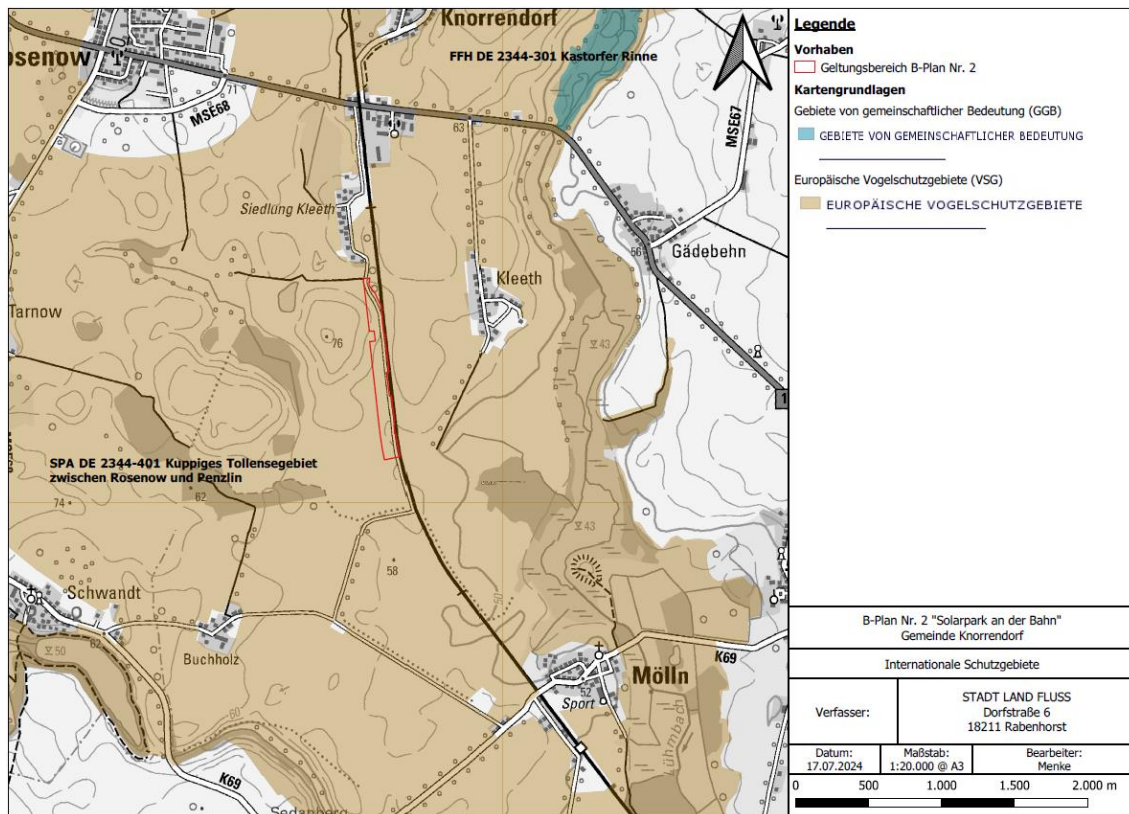 Knorrendorf
osenow
FFH DE 2344-301 Kastorfer Rinne
71
MSE68
63
MSE67
Siedlung Kleeth
56
Gädebehn
Kleeth
Tarnow
76
43
1
SPA DE 2344-401 Kuppiges Tollensegebiet
zwischen Rosenow und Penzlin
62
74
43
58
Schwandt
62
50
Buchholz
K69
Mölln
52
Sport
60
Lühmbach
K69
Sedanberg
Legende
Vorhaben
Geltungsbereich B-Plan Nr. 2
Kartengrundlagen
Gebiete von gemeinschaftlicher Bedeutung (GGB)
GEBIETE VON GEMEINSCHAFTLICHER BEDEUTUNG
Europäische Vogelschutzgebiete (VSG)
EUROPÄISCHE VOGELSCHUTZGEBIETE
B-Plan Nr. 2 "Solarpark an der Bahn"
Gemeinde Knorrendorf
Internationale Schutzgebiete
Verfasser:
STADT LAND FLUSS
Dorfstraße 6
18211 Rabenhorst
Datum:
17.07.2024
Maßstab:
1:20.000 @ A3
Bearbeiter:
Menke
0 500 1.000 1.500 2.000 m